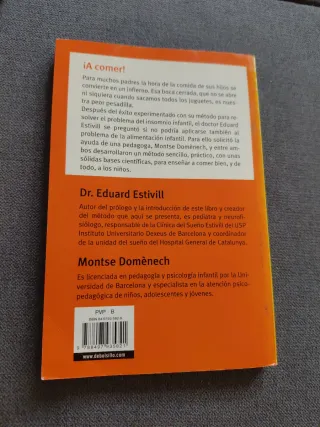 ¡A comer!
Para muchos padres la hora de la comida de sus hijos se
convierte en un infierno. Esa boca cerrada, que no se abre
ni siquiera cuando sacamos todos los juguetes, es nues-
tra peor pesadilla.
Después del éxito experimentado con su método para re-
solver el problema del insomnio infantil, el doctor Eduard
Estivill se preguntó si no podría aplicarse también al
problema de la alimentación infantil. Para ello solicitó la
ayuda de una pedagoga, Montse Domènech, y entre am-
bos desarrollaron un método sencillo, práctico, con unas
sólidas bases científicas, para enseñar a comer bien, y de
todo, a los niños.
Dr. Eduard Estivill
Autor del prólogo y la introducción de este libro y creador
del método que aquí se presenta, es pediatra y neurofi-
siólogo, responsable de la Clínica del Sueño Estivill del USP
Instituto Universitario Dexeus de Barcelona y coordinador
de la unidad del sueño del Hospital General de Catalunya.
Montse Domènech
Es licenciada en pedagogía y psicología infantil por la Uni-
versidad de Barcelona y especialista en la atención psico-
pedagógica de niños, adolescentes y jóvenes.
PVP: B
www.debolsillo.com